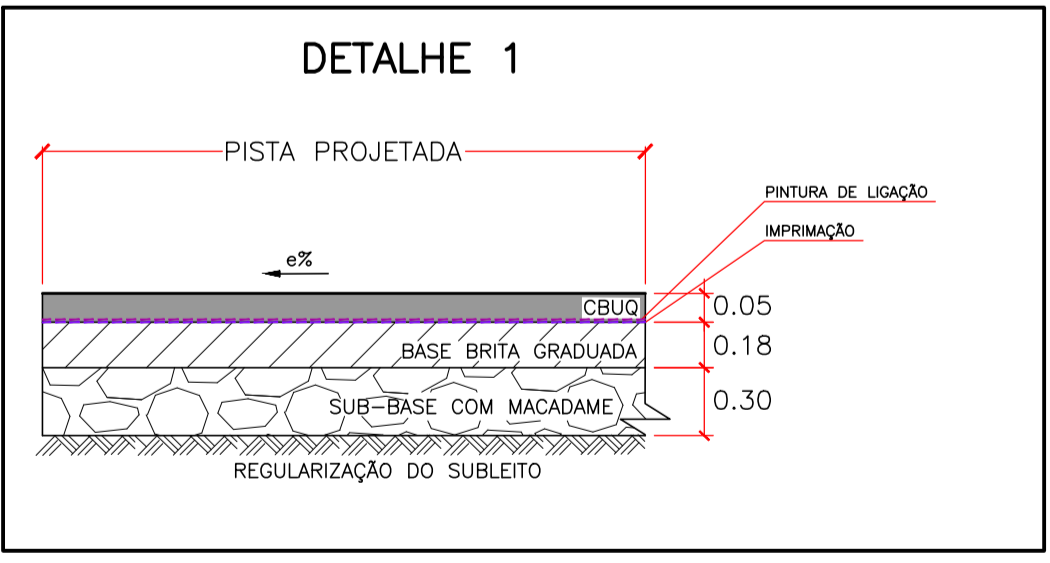 DETALHE 1
PISTA PROJETADA
PINTURA DE LIGAÇÃO
IMPRIMAÇÃO
e%
CBUQ
0.05
BASE BRITA GRADUADA
0.18
SUB-BASE COM MACADAME
0.30
REGULARIZAÇÃO DO SUBLEITO